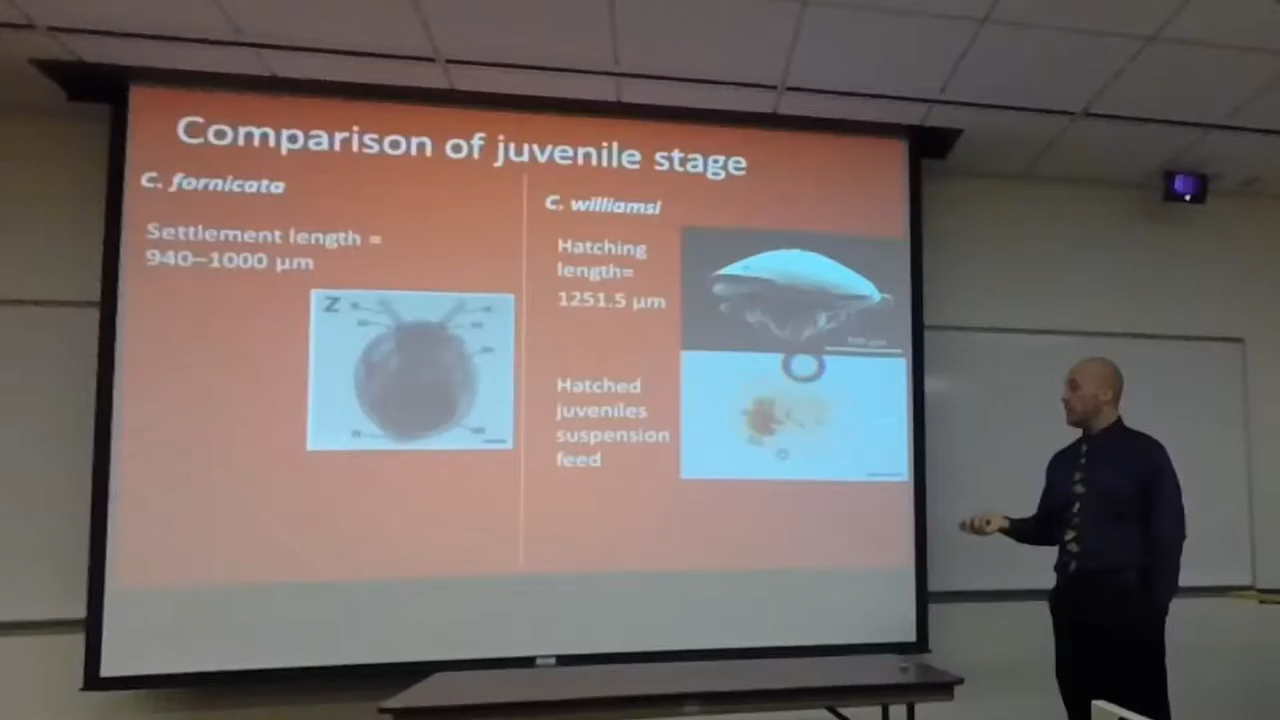 Comparison of juvenile stage
C. fornicata
Settlement length =
940–1000 µm
Z
C. williamsi
Hatching
length=
1251.5 µm
Hatched
juveniles
suspension
feed